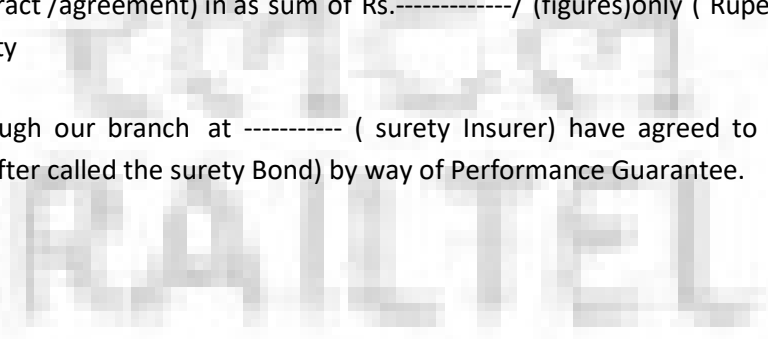 ract /agreement) in as sum of Rs.-------------/ (figures)only ( Rupe
ty
ugh our branch at ----------- ( surety Insurer) have agreed to
fter called the surety Bond) by way of Performance Guarantee.
RAILTEL